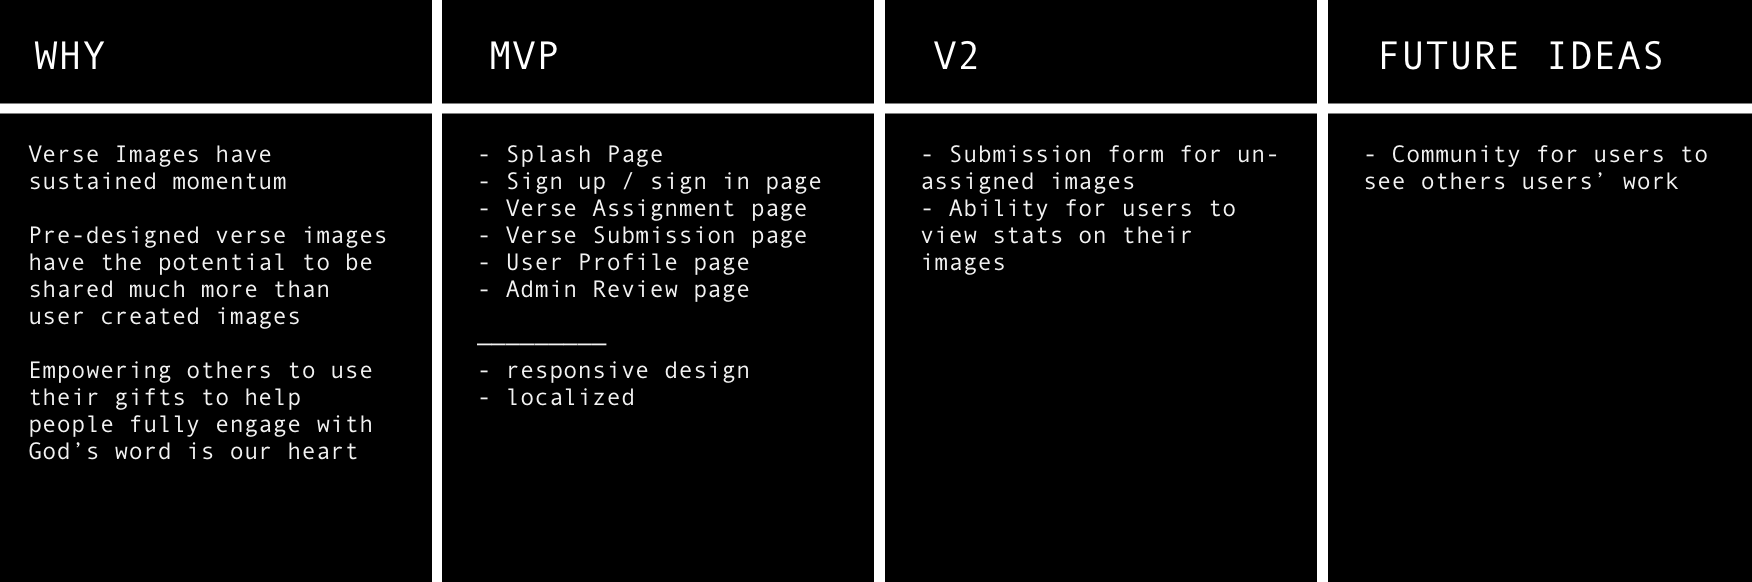 WHY
Verse Images have
sustained momentum
Pre-designed verse images
have the potential to be
shared much more than
user created images
Empowering others to use
their gifts to help
people fully engage with
God’s word is our heart
MVP
- Splash Page
- Sign up / sign in page
- Verse Assignment page
- Verse Submission page
- User Profile page
- Admin Review page
_________
- responsive design
- localized
V2
- Submission form for un-
assigned images
- Ability for users to
view stats on their
images
FUTURE IDEAS
- Community for users to
see others users’ work